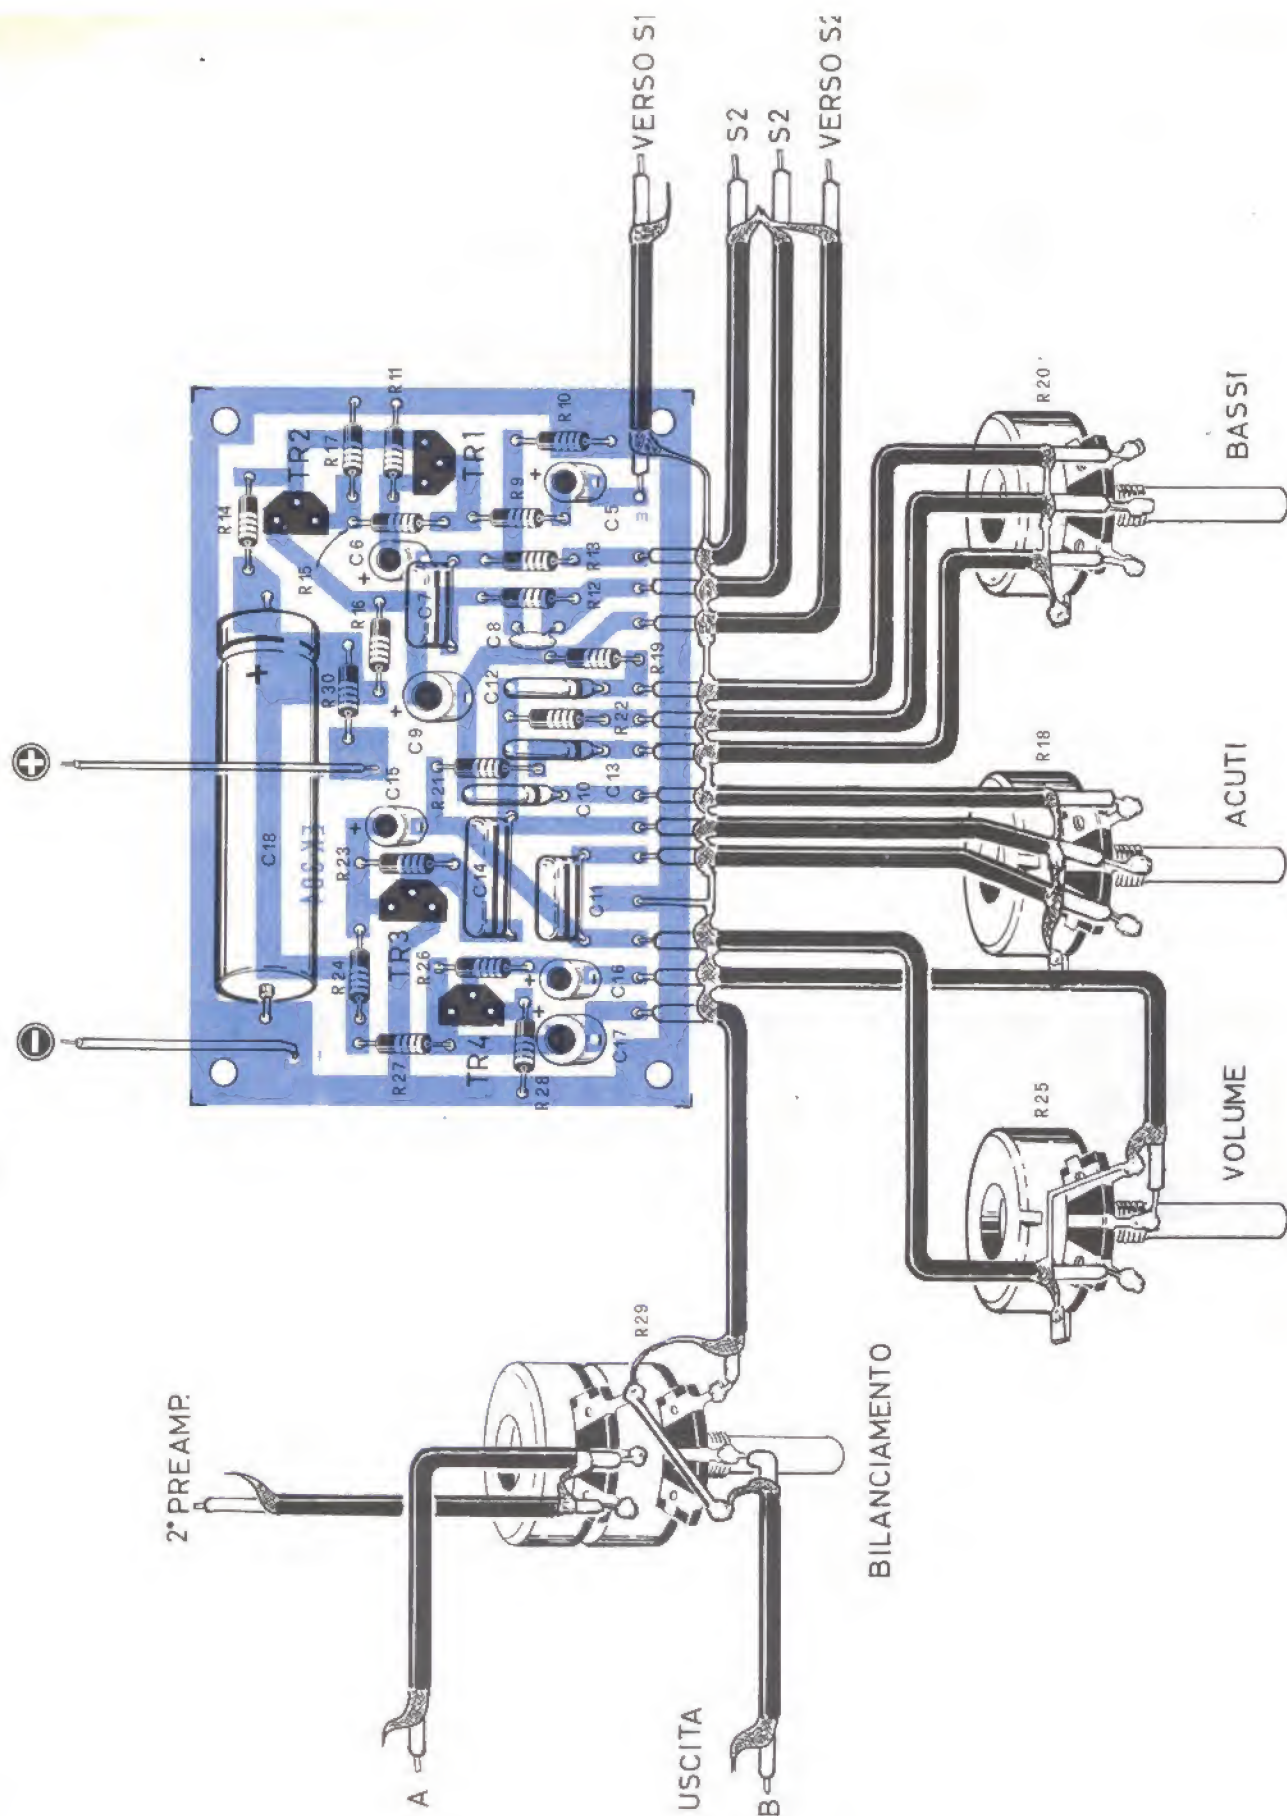 VERSO S1
S2
S2
VERSO S2
R14
TR2
R17
R11
R15
C6
TR1
R10
R9
C5
B
R16
C7
R13
R12
C8
R30
C9
C12
R19
R22
C15
R21
C10
C13
C18
R23
C14
C11
R24
TR3
R26
C16
R27
TR4
R28
C17
R20
BASSI
R18
ACUTI
R25
VOLUME
R29
BILANCIAMENTO
2° PREAMP.
A
USCITA
B
+
-